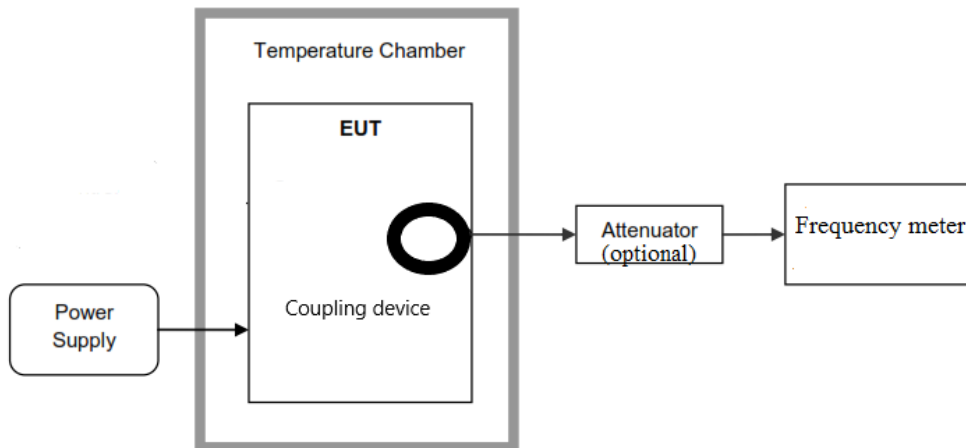 Temperature Chamber
EUT
Coupling device
Power
Supply
Attenuator
(optional)
Frequency meter